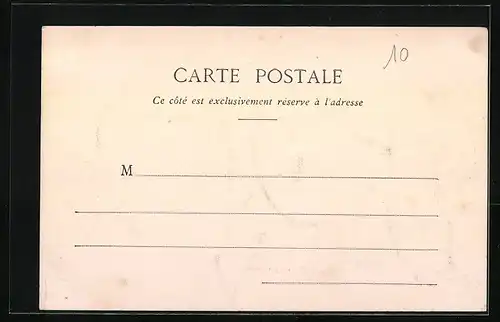 10
CARTE POSTALE
Ce côté est exclusivement réservé à l'adresse
M